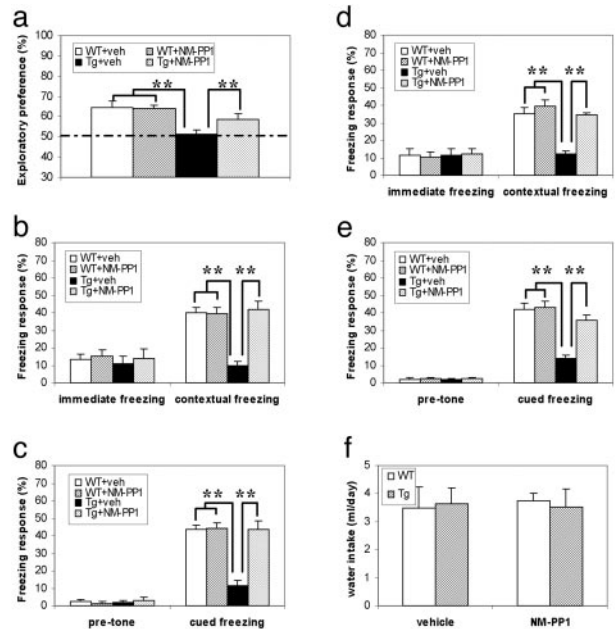 a
Exploratory preference (%)
100
90
80
70
60
50
40
30
WT+veh
WT+NM-PP1
Tg+veh
Tg+NM-PP1
**
**
b
Freezing response (%)
80
70
60
50
40
30
20
10
0
WT+veh
WT+NM-PP1
Tg+veh
Tg+NM-PP1
**
**
immediate freezing
contextual freezing
c
Freezing response (%)
80
70
60
50
40
30
20
10
0
WT+veh
WT+NM-PP1
Tg+veh
Tg+NM-PP1
**
**
pre-tone
cued freezing
d
Freezing response (%)
80
70
60
50
40
30
20
10
0
WT+veh
WT+NM-PP1
Tg+veh
Tg+NM-PP1
**
**
immediate freezing
contextual freezing
e
Freezing response (%)
80
70
60
50
40
30
20
10
0
WT+veh
WT+NM-PP1
Tg+veh
Tg+NM-PP1
**
**
pre-tone
cued freezing
f
water intake (ml/day)
5
4
3
2
1
0
WT
Tg
vehicle
NM-PP1